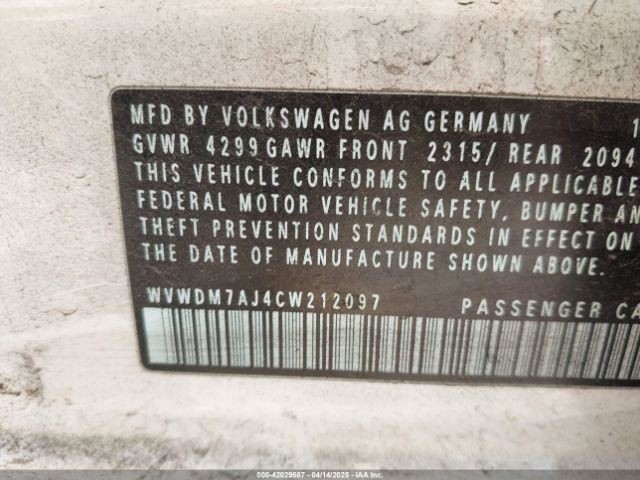 MFD BY VOLKSWAGEN AG GERMANY 1
GVWR 4299 GAWR FRONT 2315/ REAR 2094
THIS VEHICLE CONFORMS TO ALL APPLICABLE
FEDERAL MOTOR VEHICLE SAFETY, BUMPER AN
THEFT PREVENTION STANDARDS IN EFFECT ON
THE DATE OF MANUFACTURE SHOWN ABOVE.
WVWDM7AJ4CW212097 PASSENGER CA
000-42029587 - 04/14/2025 - IAA Inc.